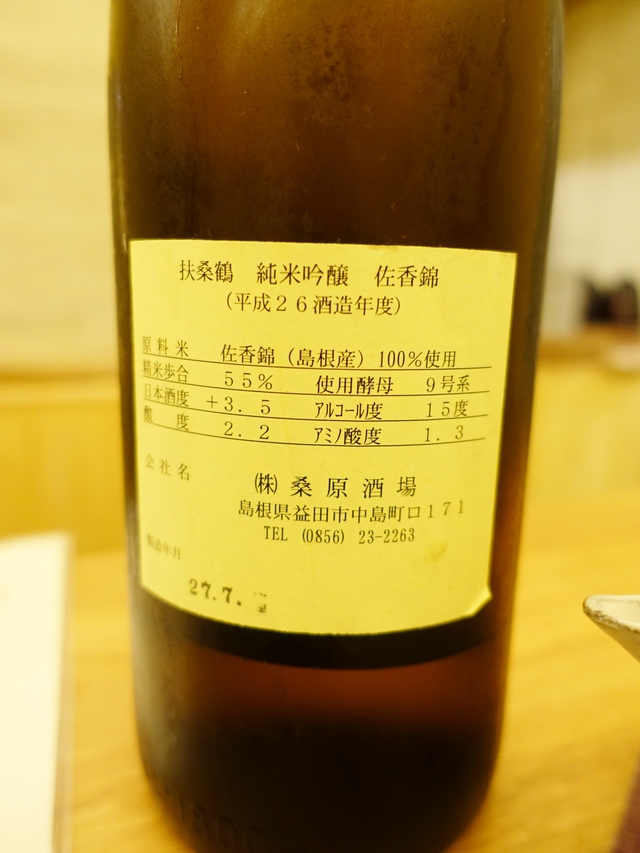 扶桑鶴　純米吟醸　佐香錦
(平成２６酒造年度)
原料米　佐香錦（島根産）100％使用
精米歩合　５５％　使用酵母　９号系
日本酒度　＋３.５　アルコール度　１５度
酸　度　２.２　アミノ酸度　１.３
会社名　㈱ 桑原酒場
島根県益田市中島町ロ１７１
TEL (0856) 23-2263
製造年月
27.7.